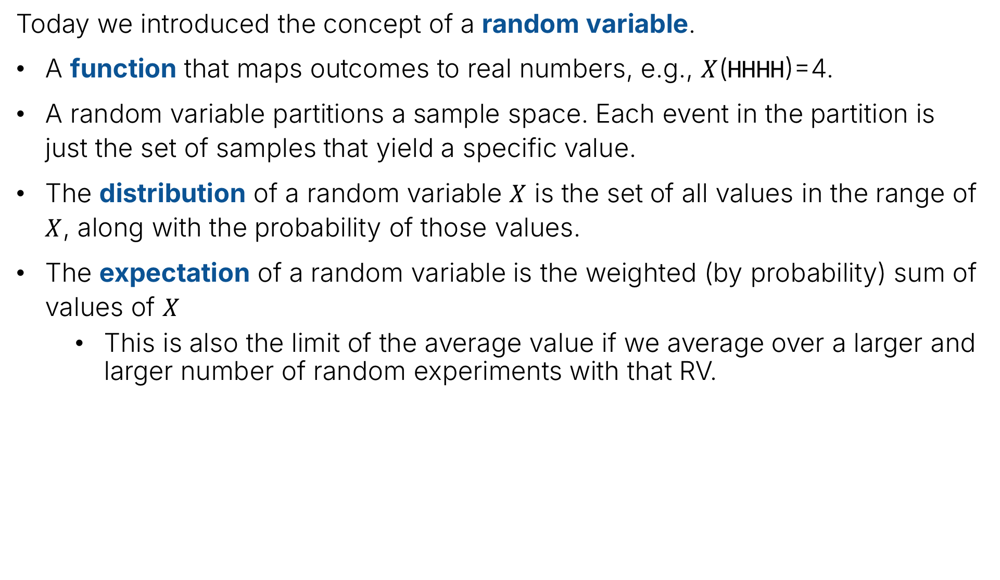 Today we introduced the concept of a random variable.
• A function that maps outcomes to real numbers, e.g., X(HHHH)=4.
• A random variable partitions a sample space. Each event in the partition is
just the set of samples that yield a specific value.
• The distribution of a random variable X is the set of all values in the range of
X, along with the probability of those values.
• The expectation of a random variable is the weighted (by probability) sum of
values of X
• This is also the limit of the average value if we average over a larger and
larger number of random experiments with that RV.